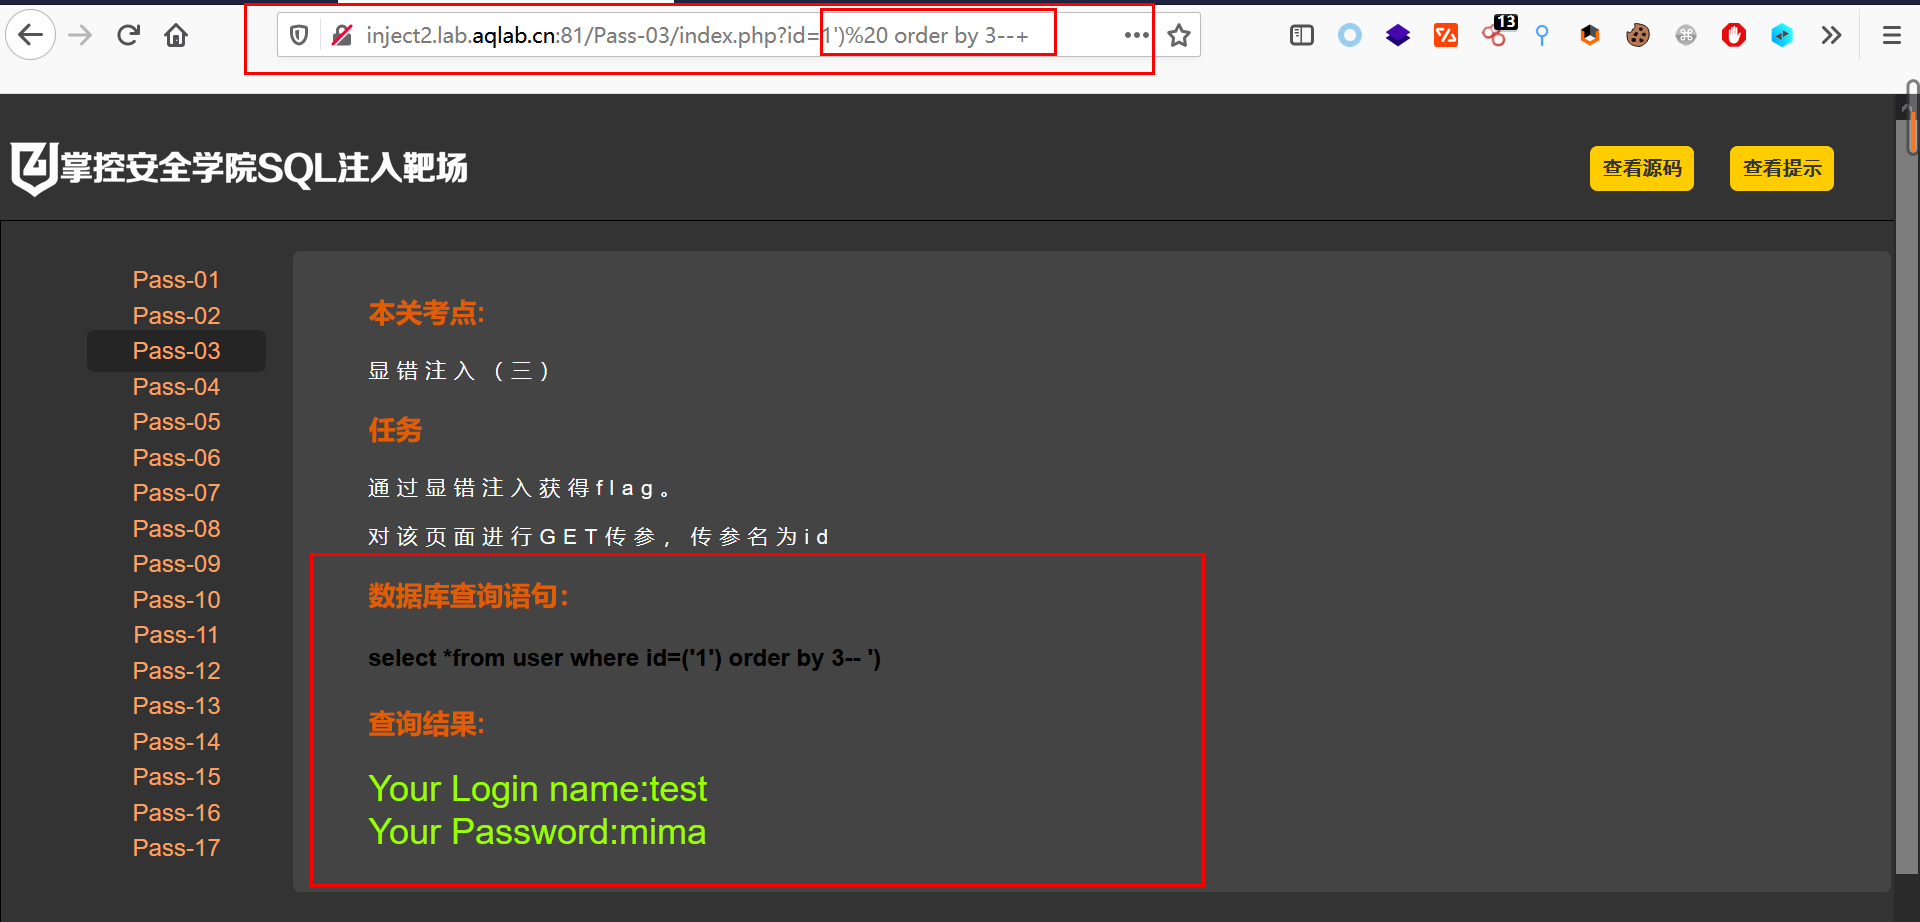 inject2.lab.aqlab.cn:81/Pass-03/index.php?id=1')%20 order by 3--+
13
掌控安全学院SQL注入靶场
查看源码
查看提示
Pass-01
Pass-02
Pass-03
Pass-04
Pass-05
Pass-06
Pass-07
Pass-08
Pass-09
Pass-10
Pass-11
Pass-12
Pass-13
Pass-14
Pass-15
Pass-16
Pass-17
本关考点:
显错注入（三）
任务
通过显错注入获得flag。
对该页面进行GET传参，传参名为id
数据库查询语句：
select *from user where id=('1') order by 3-- ')
查询结果:
Your Login name:test
Your Password:mima